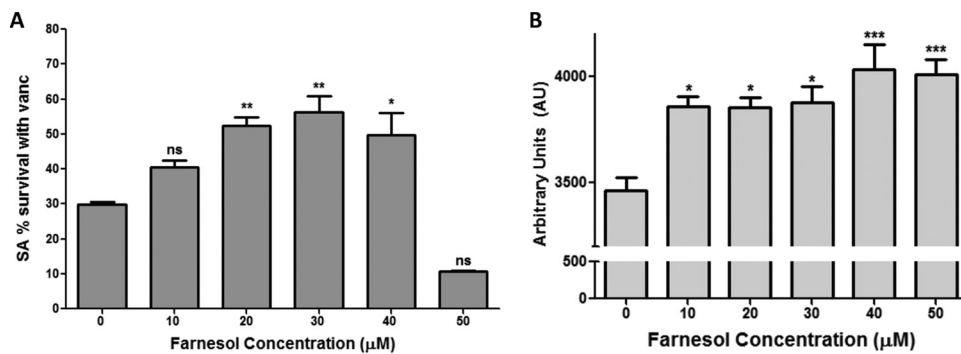 A
SA % survival with vanc
80
70
60
50
40
30
20
10
0
ns
**
**
*
ns
0 10 20 30 40 50
Farnesol Concentration (μM)
B
Arbitrary Units (AU)
4000
3500
500
0
*
*
*
***
***
0 10 20 30 40 50
Farnesol Concentration (μM)